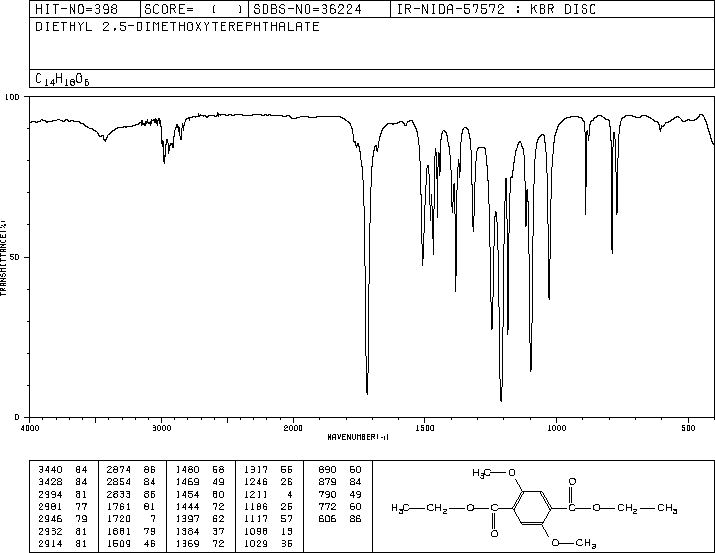 HIT-NO=398 SCORE= ( ) SDBS-NO=36224 IR-NIDA-57572 : KBR DISC
DIETHYL 2,5-DIMETHOXYTEREPHTHALATE
C14H18O6
100
50
0
TRANSMITTANCE(%)
4000 3000 2000 1500 1000 500
WAVENUMBER(-1)
3440 84 2874 86 1480 58 1317 56 890 60
3428 84 2854 84 1469 49 1246 26 879 84
2994 81 2833 86 1454 60 1211 4 790 49
2981 77 1761 81 1444 72 1186 25 772 60
2946 79 1720 7 1397 62 1117 57 606 86
2932 81 1681 79 1384 37 1098 13
2914 81 1509 46 1369 72 1029 35
H3C O O
H3C CH2 O O CH2 CH3
O O CH3